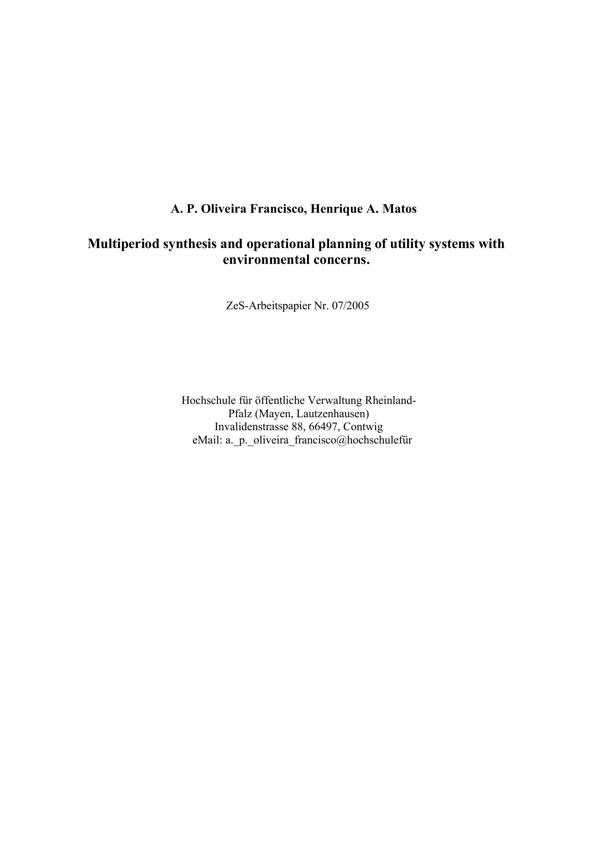 A. P. Oliveira Francisco, Henrique A. Matos
Multiperiod synthesis and operational planning of utility systems with
environmental concerns.
ZeS-Arbeitspapier Nr. 07/2005
Hochschule für öffentliche Verwaltung Rheinland-
Pfalz (Mayen, Lautzenhausen)
Invalidenstrasse 88, 66497, Contwig
eMail: a._p._oliveira_francisco@hochschulefür